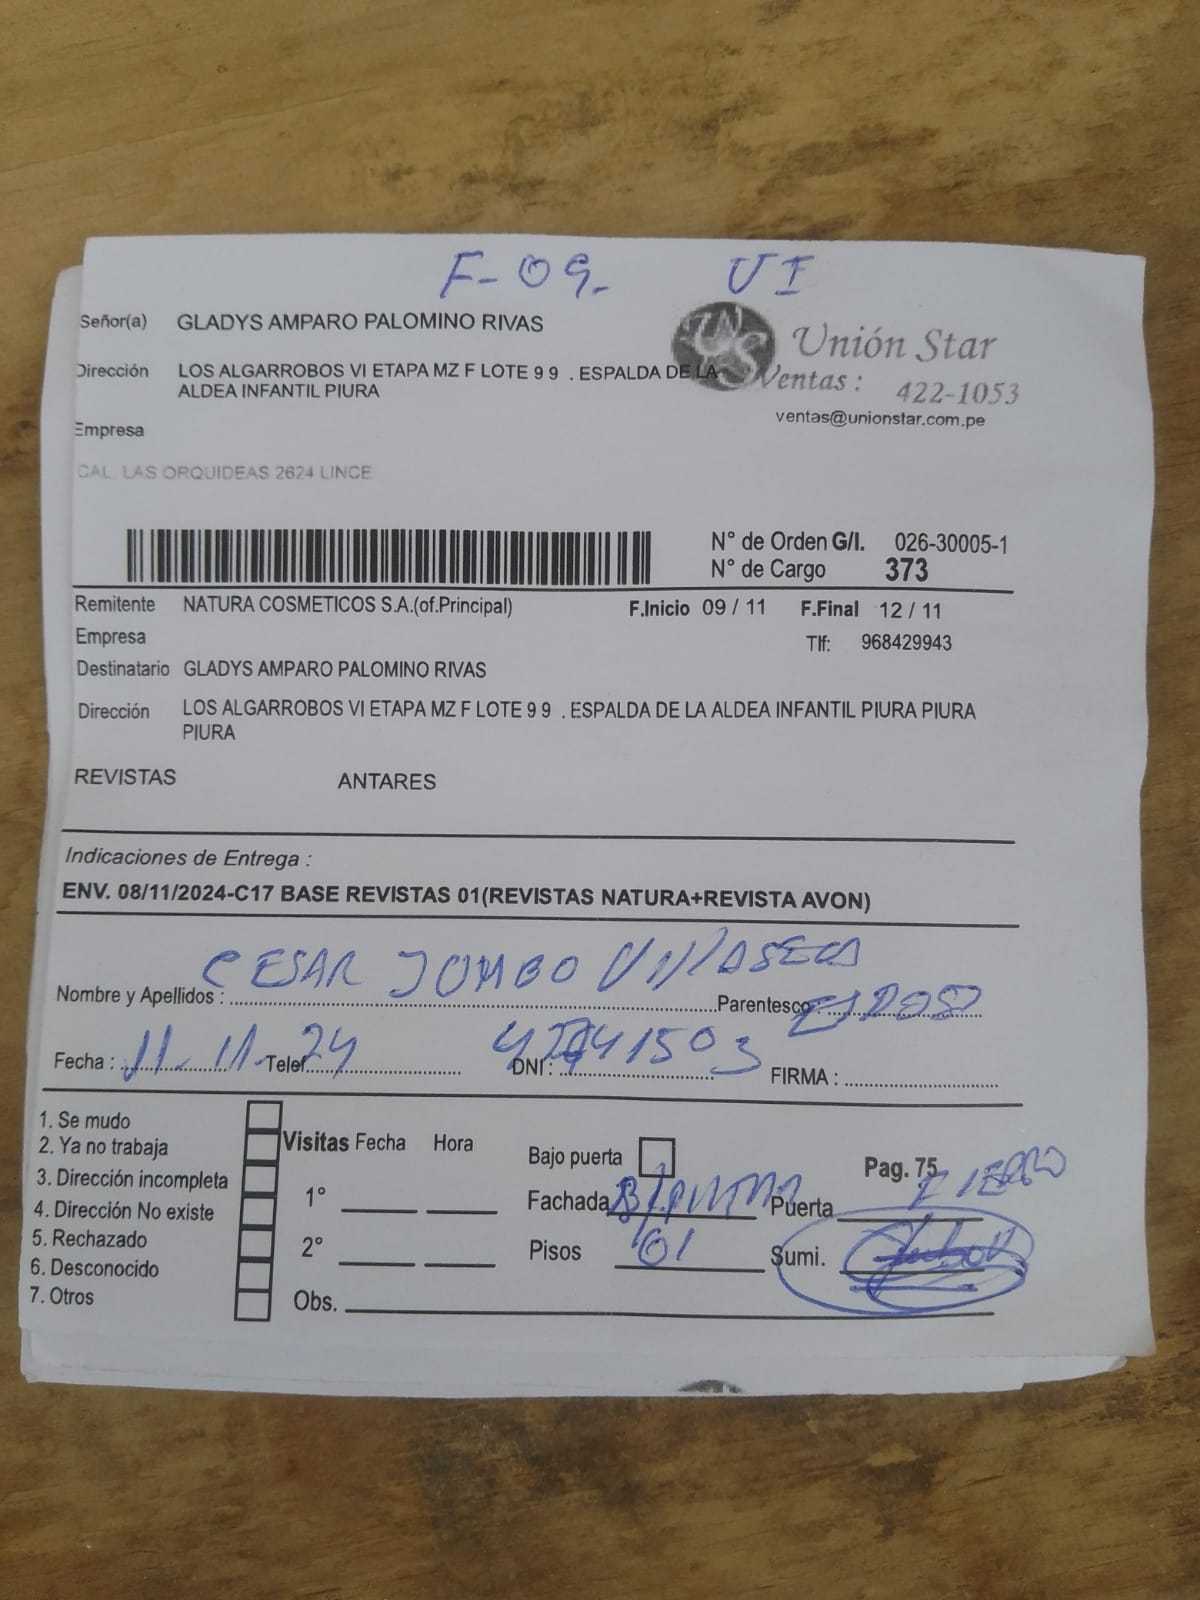 F-09. VI
Señor(a) GLADYS AMPARO PALOMINO RIVAS
Unión Star
Dirección LOS ALGARROBOS VI ETAPA MZ F LOTE 9 9 . ESPALDA DE LA
ALDEA INFANTIL PIURA
Ventas : 422-1053
ventas@unionstar.com.pe
Empresa
CAL. LAS ORQUIDEAS 2624 LINCE
N° de Orden G/I. 026-30005-1
N° de Cargo 373
Remitente NATURA COSMETICOS S.A.(of.Principal) F.Inicio 09 / 11 F.Final 12 / 11
Empresa Tlf: 968429943
Destinatario GLADYS AMPARO PALOMINO RIVAS
Dirección LOS ALGARROBOS VI ETAPA MZ F LOTE 9 9 . ESPALDA DE LA ALDEA INFANTIL PIURA PIURA
PIURA
REVISTAS ANTARES
Indicaciones de Entrega :
ENV. 08/11/2024-C17 BASE REVISTAS 01(REVISTAS NATURA+REVISTA AVON)
Nombre y Apellidos : CESAR JUMBO VILLASECA Parentesco : ESPOSO
Fecha : 11-11-24 Telef. DNI : FIRMA :
1. Se mudo
2. Ya no trabaja
3. Dirección incompleta
4. Dirección No existe
5. Rechazado
6. Desconocido
7. Otros
Visitas Fecha Hora
1°
2°
Obs.
Bajo puerta Pag. 75
Fachada Puerta FIERRO
Pisos 01 Sumi.